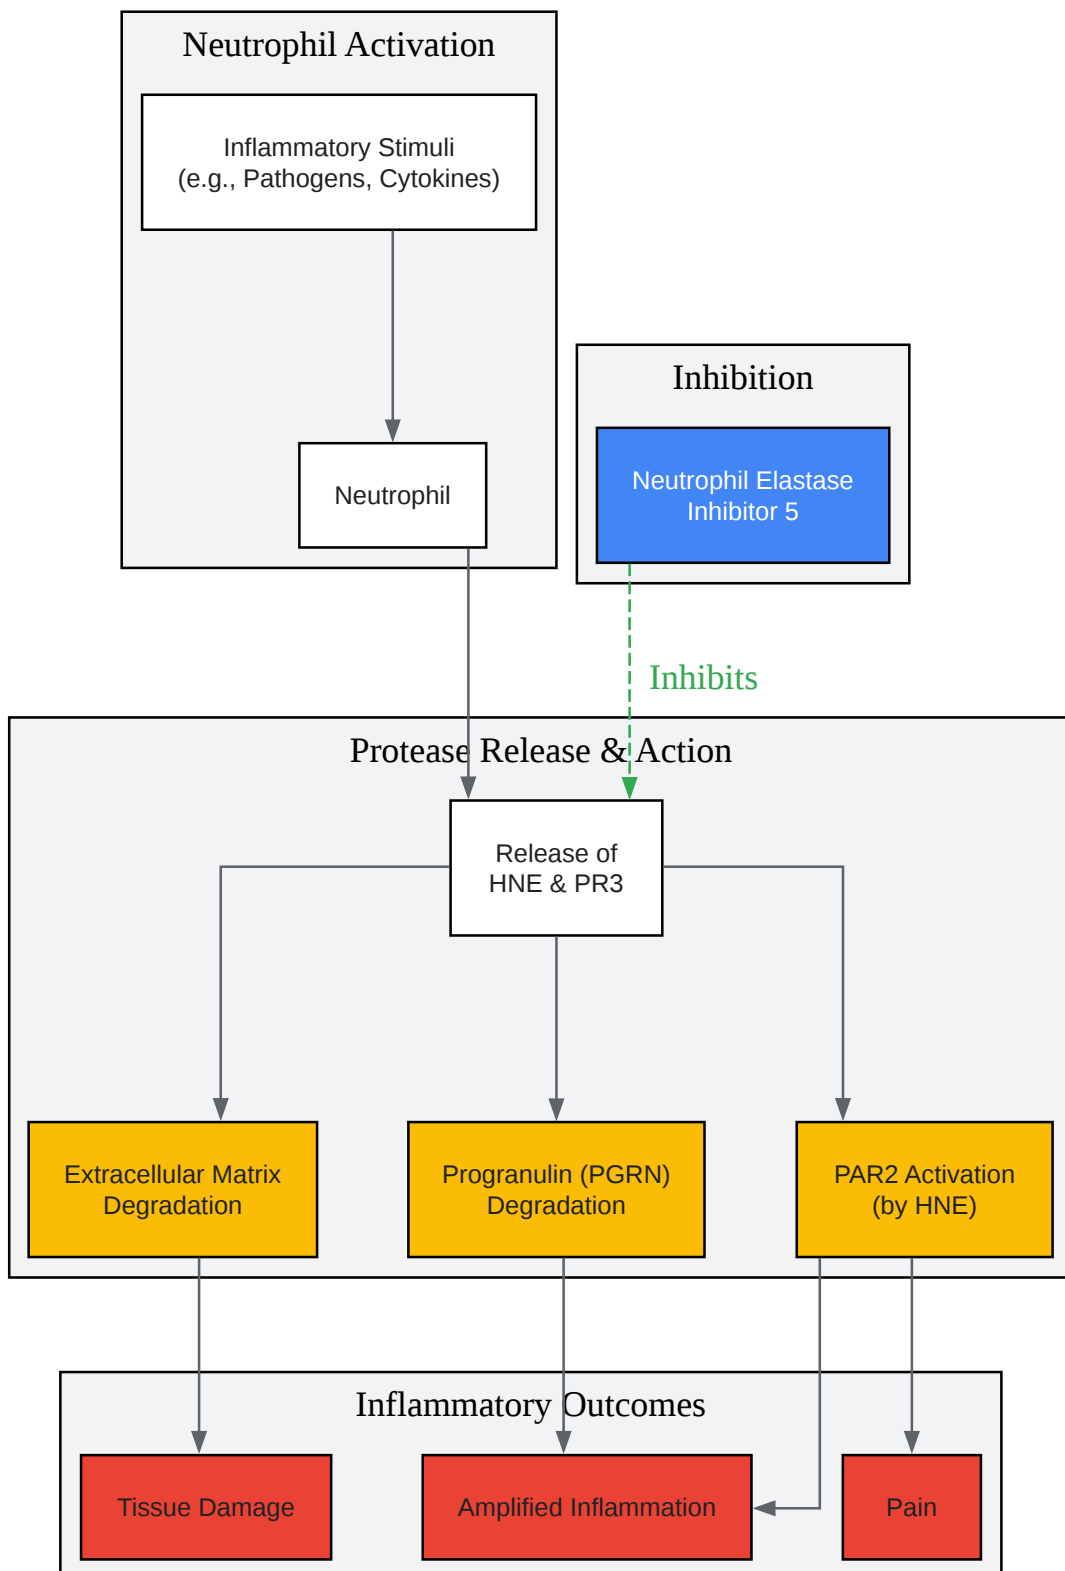 Neutrophil Activation
Inflammatory Stimuli
(e.g., Pathogens, Cytokines)
Neutrophil
Inhibition
Neutrophil Elastase
Inhibitor 5
Inhibits
Protease Release & Action
Release of
HNE & PR3
Extracellular Matrix
Degradation
Progranulin (PGRN)
Degradation
PAR2 Activation
(by HNE)
Inflammatory Outcomes
Tissue Damage
Amplified Inflammation
Pain